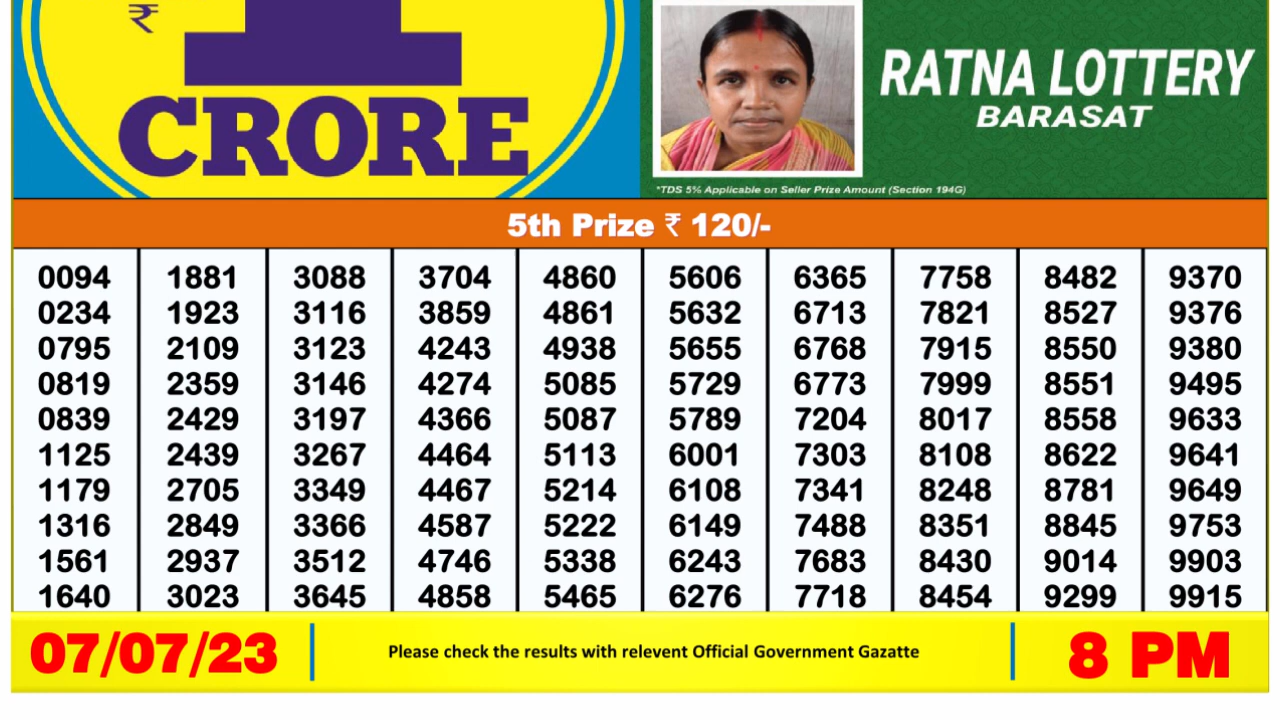 ₹
CRORE
RATNA LOTTERY
BARASAT
*TDS 5% Applicable on Seller Prize Amount (Section 194G)
5th Prize ₹ 120/-
0094 1881 3088 3704 4860 5606 6365 7758 8482 9370
0234 1923 3116 3859 4861 5632 6713 7821 8527 9376
0795 2109 3123 4243 4938 5655 6768 7915 8550 9380
0819 2359 3146 4274 5085 5729 6773 7999 8551 9495
0839 2429 3197 4366 5087 5789 7204 8017 8558 9633
1125 2439 3267 4464 5113 6001 7303 8108 8622 9641
1179 2705 3349 4467 5214 6108 7341 8248 8781 9649
1316 2849 3366 4587 5222 6149 7488 8351 8845 9753
1561 2937 3512 4746 5338 6243 7683 8430 9014 9903
1640 3023 3645 4858 5465 6276 7718 8454 9299 9915
07/07/23 Please check the results with relevent Official Government Gazatte 8 PM